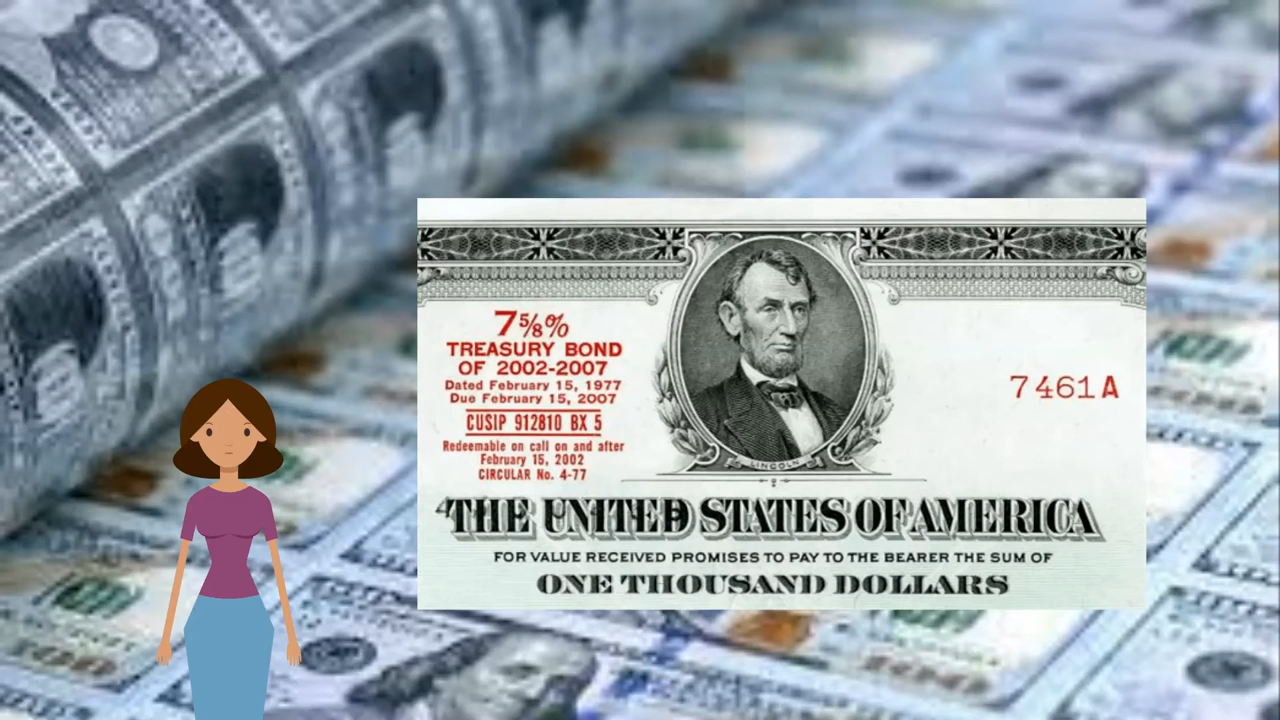 7⅝%
TREASURY BOND
OF 2002-2007
Dated February 15, 1977
Due February 15, 2007
CUSIP 912810 BX 5
Redeemable on call on and after
February 15, 2002
CIRCULAR No. 4-77
LINCOLN
7461A
THE UNITED STATES OF AMERICA
FOR VALUE RECEIVED PROMISES TO PAY TO THE BEARER THE SUM OF
ONE THOUSAND DOLLARS